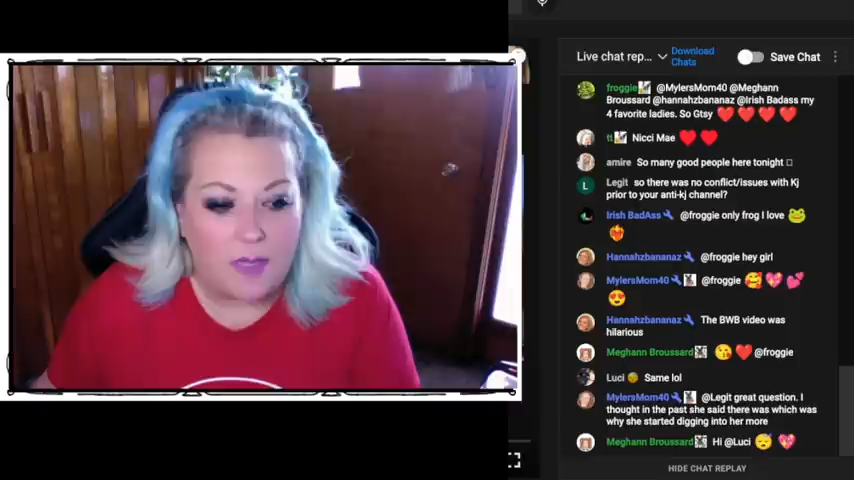 Live chat rep...
Download
Chats
Save Chat
froggie @MylersMom40 @Meghann
Broussard @hannahzbananaz @Irish Badass my
4 favorite ladies. So Gtsy ❤️❤️❤️❤️
tt Nicci Mae ❤️❤️
amire So many good people here tonight □
L
Legit so there was no conflict/issues with Kj
prior to your anti-kj channel?
Irish BadAss @froggie only frog I love 🐸
❤️‍🔥
Hannahzbananaz @froggie hey girl
MylersMom40 @froggie 🥰 💖 💕
😍
Hannahzbananaz The BWB video was
hilarious
Meghann Broussard 😘 ❤️ @froggie
Luci Same lol
MylersMom40 @Legit great question. I
thought in the past she said there was which was
why she started digging into her more
Meghann Broussard Hi @Luci 😴 💖
HIDE CHAT REPLAY